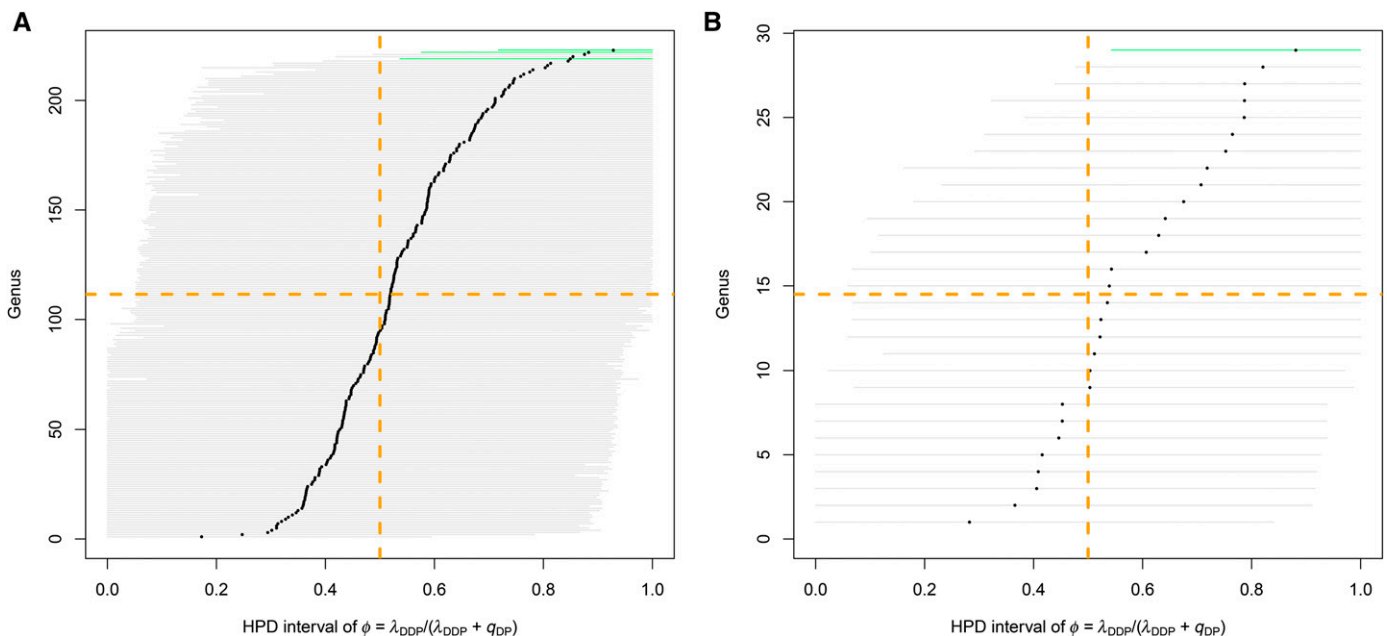 A
Genus
200
150
100
50
0
0.0 0.2 0.4 0.6 0.8 1.0
HPD interval of ϕ = λDDP/(λDDP + qDP)
B
Genus
30
25
20
15
10
5
0
0.0 0.2 0.4 0.6 0.8 1.0
HPD interval of ϕ = λDDP/(λDDP + qDP)